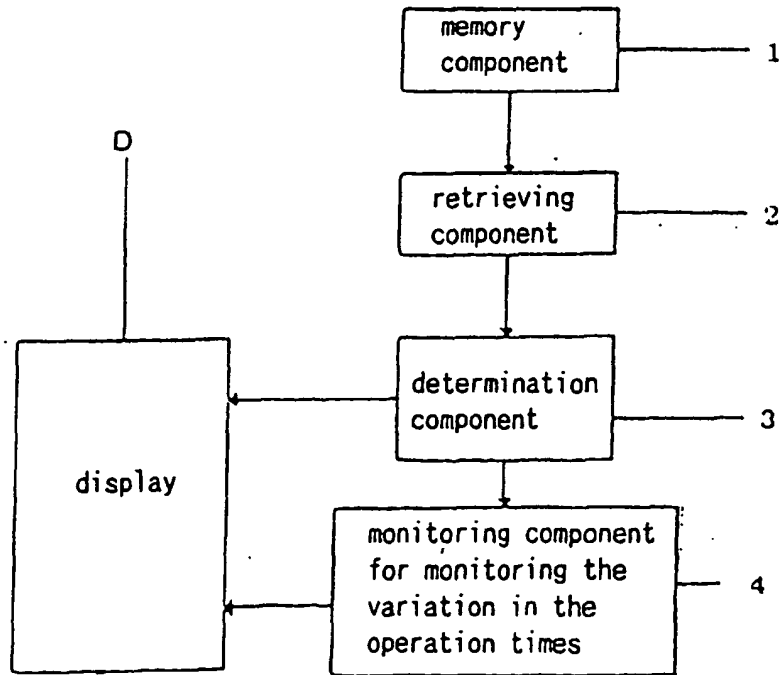 memory
component
1
D
retrieving
component
2
determination
component
3
display
monitoring component
for monitoring the
variation in the
operation times
4